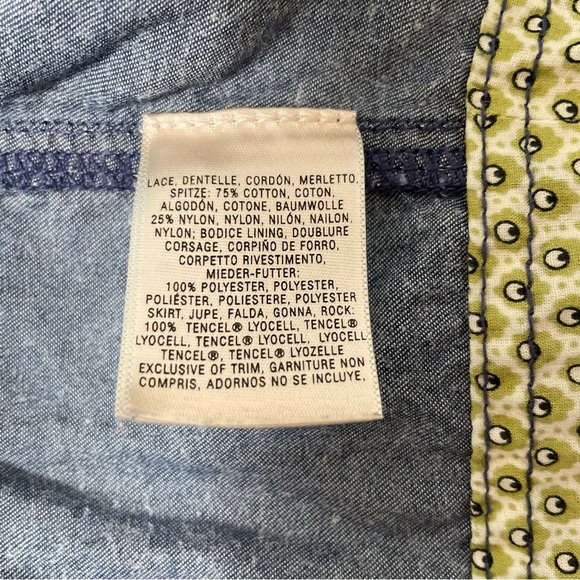 LACE, DENTELLE, CORDÓN, MERLETTO,
SPITZE: 75% COTTON, COTON,
ALGODÓN, COTONE, BAUMWOLLE
25% NYLON, NYLON, NILÓN, NAILON,
NYLON; BODICE LINING, DOUBLURE
CORSAGE, CORPIÑO DE FORRO,
CORPETTO RIVESTIMENTO,
MIEDER-FUTTER:
100% POLYESTER, POLYESTER,
POLIÉSTER, POLIESTERE, POLYESTER
SKIRT, JUPE, FALDA, GONNA, ROCK:
100% TENCEL® LYOCELL, TENCEL®
LYOCELL, TENCEL® LYOCELL, LYOCELL
TENCEL®, TENCEL® LYOZELLE
EXCLUSIVE OF TRIM, GARNITURE NON
COMPRIS, ADORNOS NO SE INCLUYE,